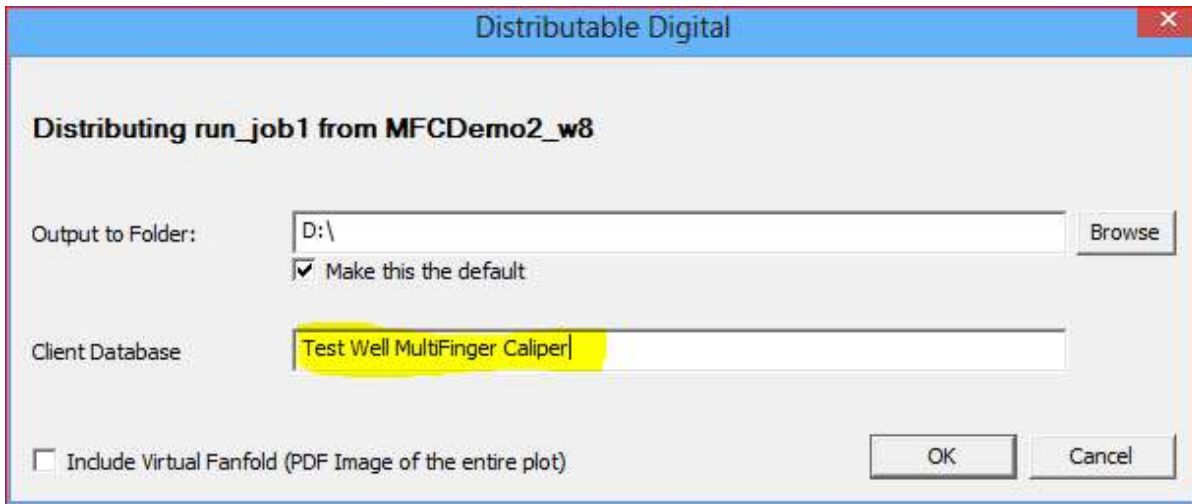 Distributable Digital
Distributing run_job1 from MFCDemo2_w8
Output to Folder:
D:\
Browse
Make this the default
Client Database
Test Well MultiFinger Caliper
Include Virtual Fanfold (PDF Image of the entire plot)
OK
Cancel